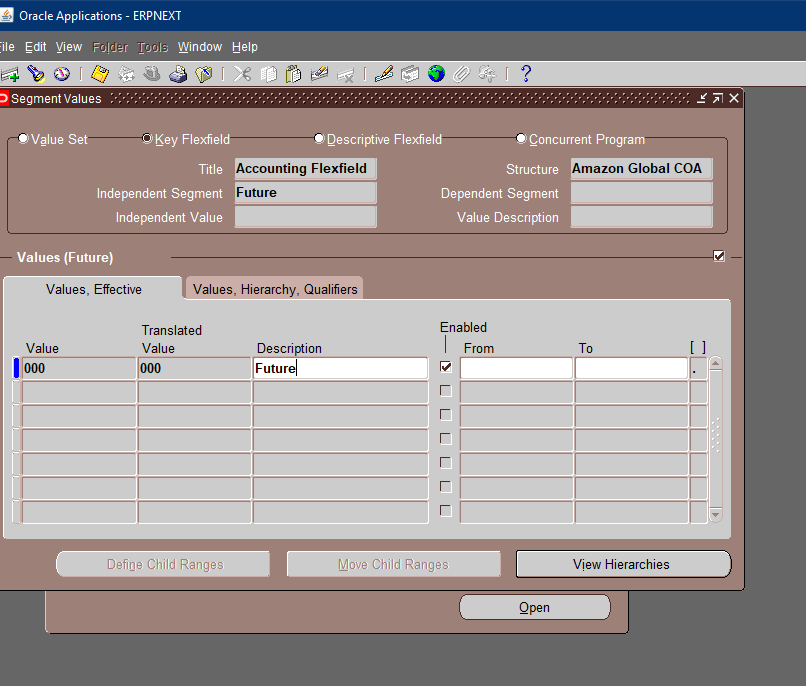 Oracle Applications - ERPNEXT
ile Edit View Folder Tools Window Help
Segment Values
Value Set Key Flexfield Descriptive Flexfield Concurrent Program
Title Accounting Flexfield Structure Amazon Global COA
Independent Segment Future Dependent Segment
Independent Value Value Description
Values (Future)
Values, Effective Values, Hierarchy, Qualifiers
Enabled
Translated
Value Value Description From To [ ]
000 000 Future .
Define Child Ranges Move Child Ranges View Hierarchies
Open